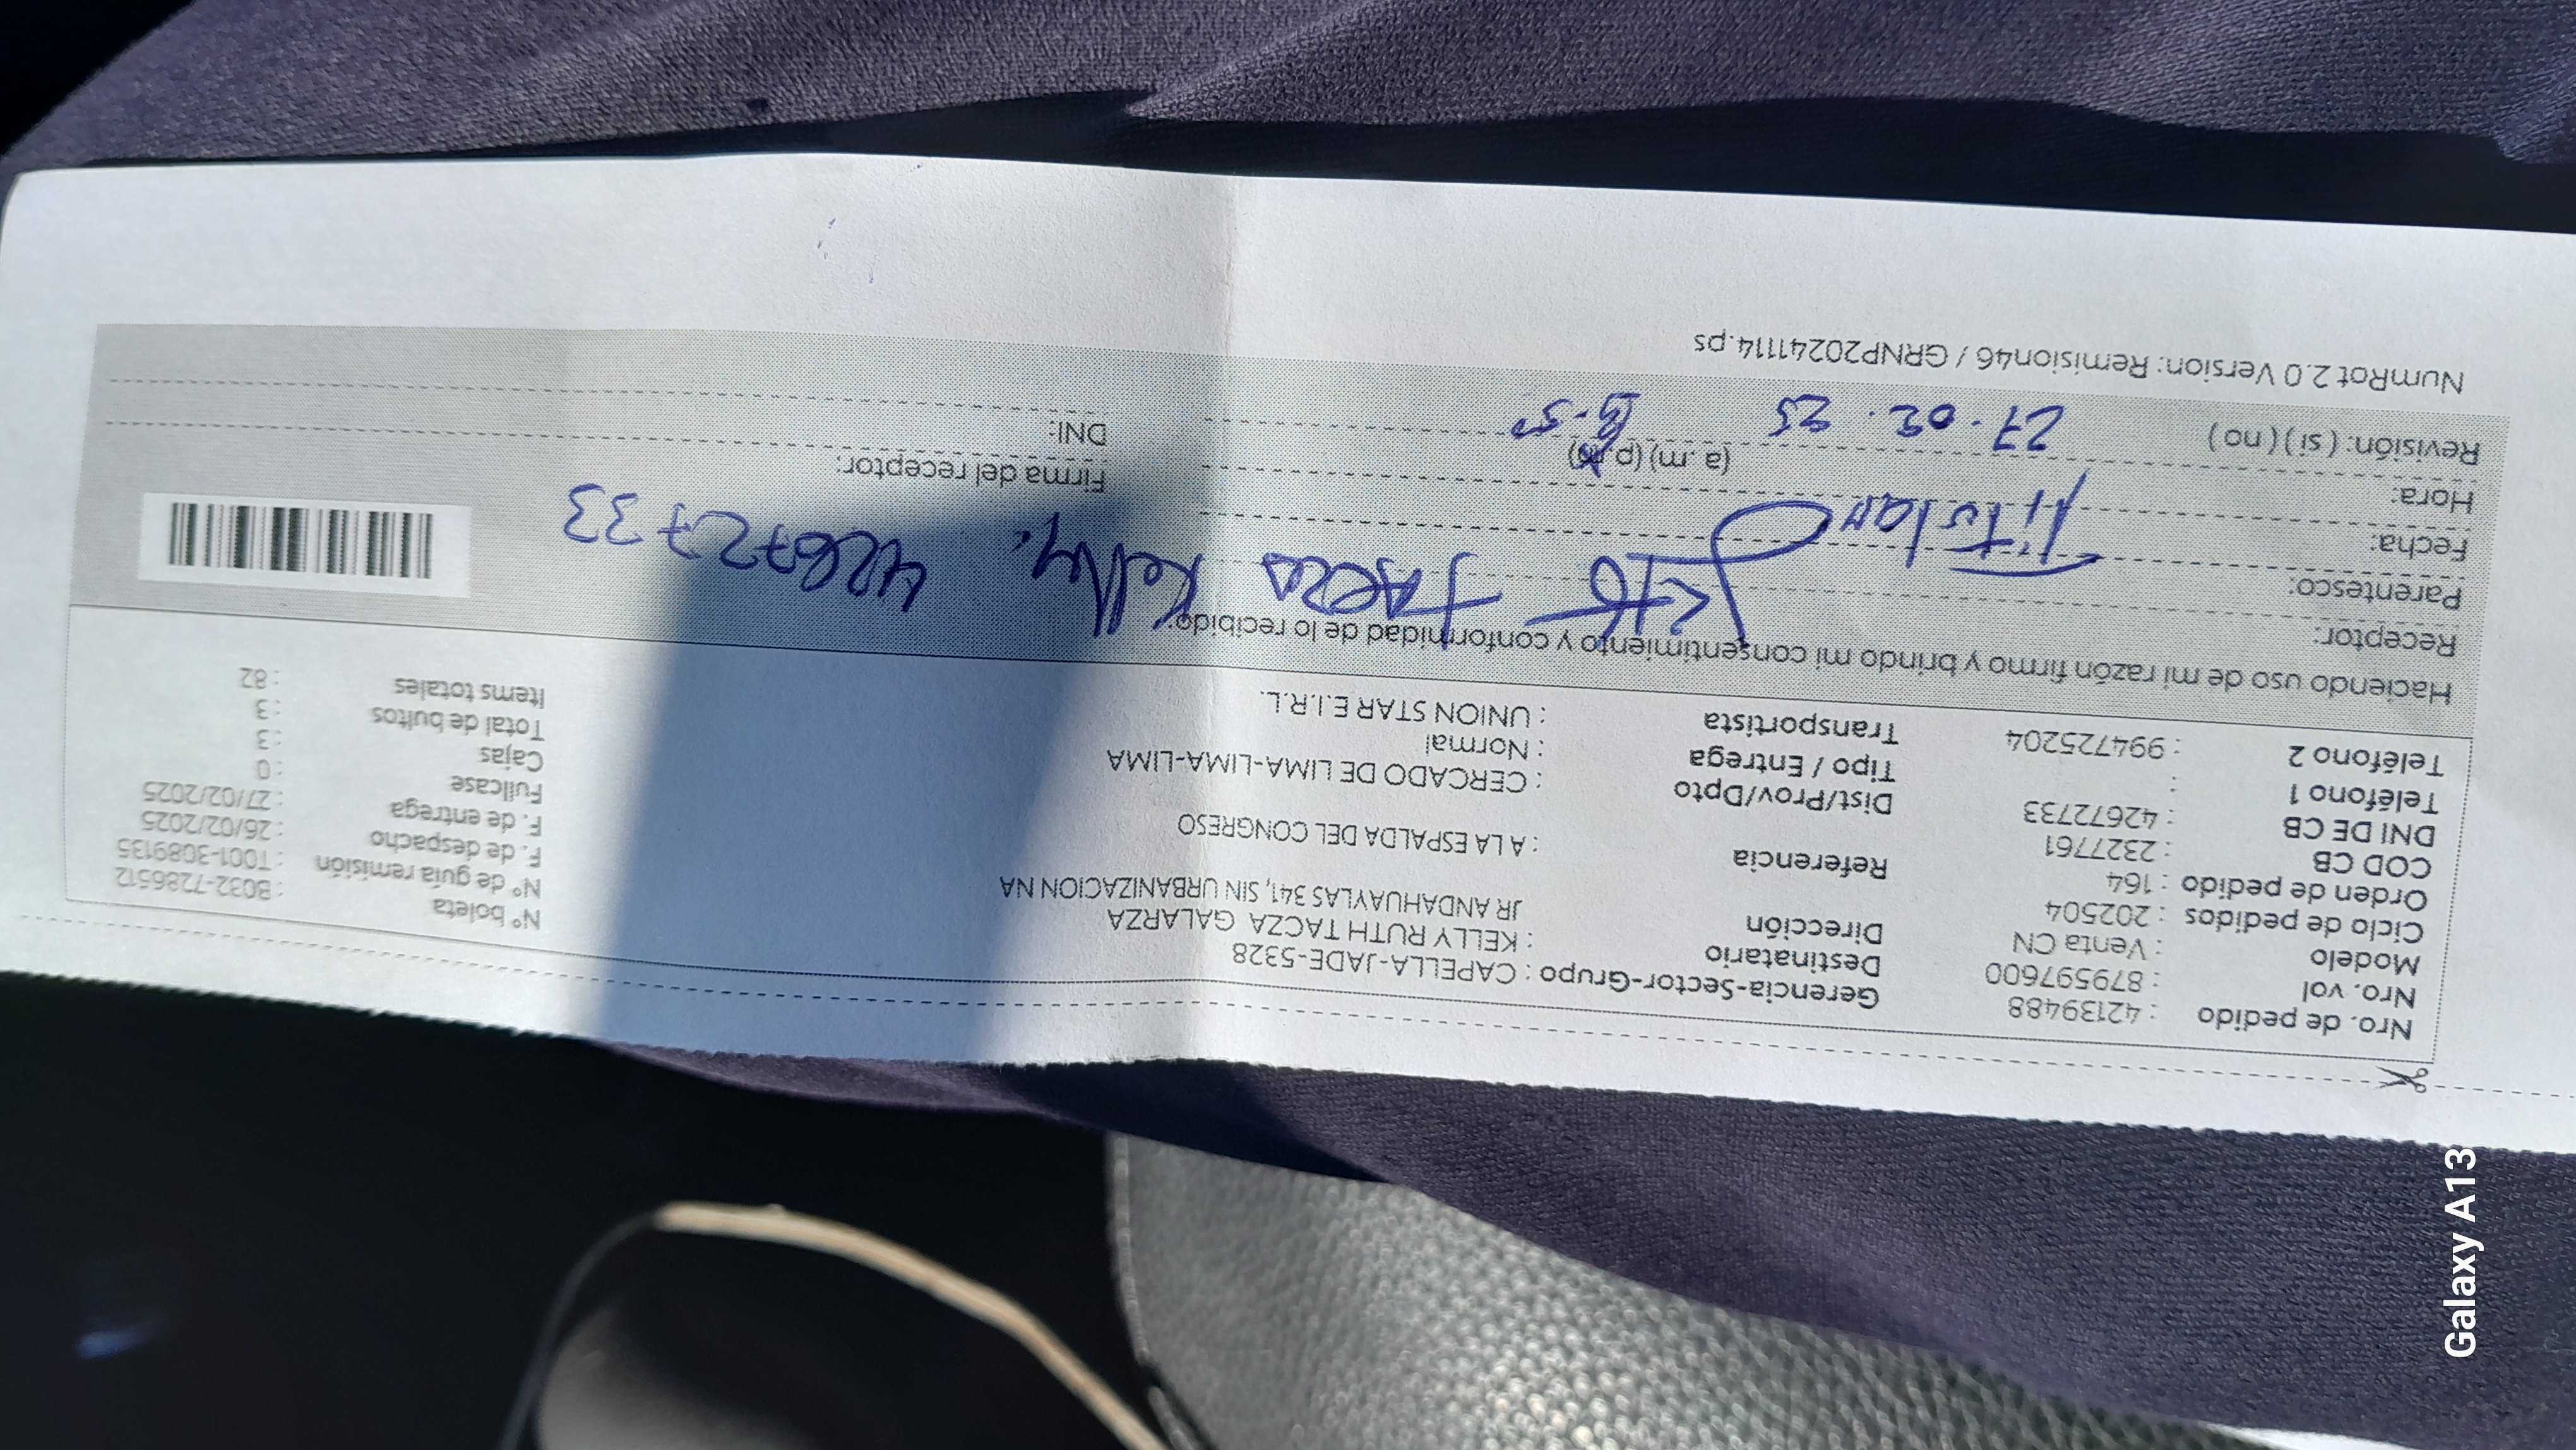 Nro. de pedido : 42139488
Nro. vol : 879597600
Modelo : Venta CN
Ciclo de pedidos : 202504
Orden de pedido : 164
COD CB : 2327761
DNI DE CB : 42672733
Teléfono 1 :
Teléfono 2 : 994725204
Gerencia-Sector-Grupo : CAPELLA-JADE-5328
Destinatario : KELLY RUTH TACZA GALARZA
Dirección JR ANDAHUAYLAS 341, SIN URBANIZACION NA
Referencia : A LA ESPALDA DEL CONGRESO
Dist/Prov/Dpto : CERCADO DE LIMA-LIMA-LIMA
Tipo / Entrega : Normal
Transportista : UNION STAR E.I.R.L.
N° boleta : B032-7286512
N° de guía remisión : T001-3089135
F. de despacho : 26/02/2025
F. de entrega : 27/02/2025
Fullcase : 0
Cajas : 3
Total de bultos : 3
Items totales : 82
Haciendo uso de mi razón firmo y brindo mi consentimiento y conformidad de lo recibido:
Receptor: Tacza Kelly. 42672733
Parentesco: Titular
Fecha:
Hora: (a. m) (p.m)
Revisión: ( si ) ( no ) 27.02.25
Firma del receptor:
DNI:
NumRot 2.0 Version: Remision46 / GRNP20241114.ps
Galaxy A13